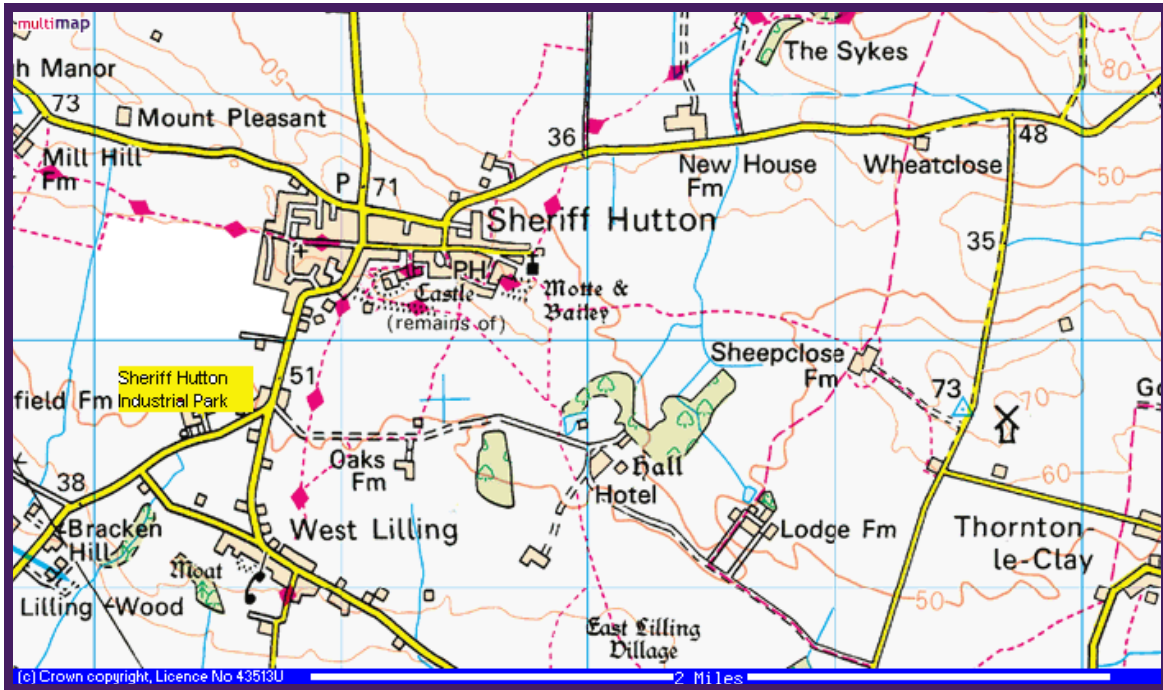 multimap
The Sykes
h Manor
50
80
73
Mount Pleasant
36
48
Mill Hill
Fm
P
71
New House
Fm
Wheatclose
50
Sheriff Hutton
35
PH
Castle
(remains of)
Motte &
Bailey
Sheepclose
Fm
Sheriff Hutton
Industrial Park
51
73
70
Go
field Fm
Oaks
Fm
Hall
Hotel
60
38
Bracken
Hill
West Lilling
Lodge Fm
Thornton-
le-Clay
Moat
50
Lilling Wood
East Lilling
Village
(c) Crown copyright, Licence No 43513U
2 Miles